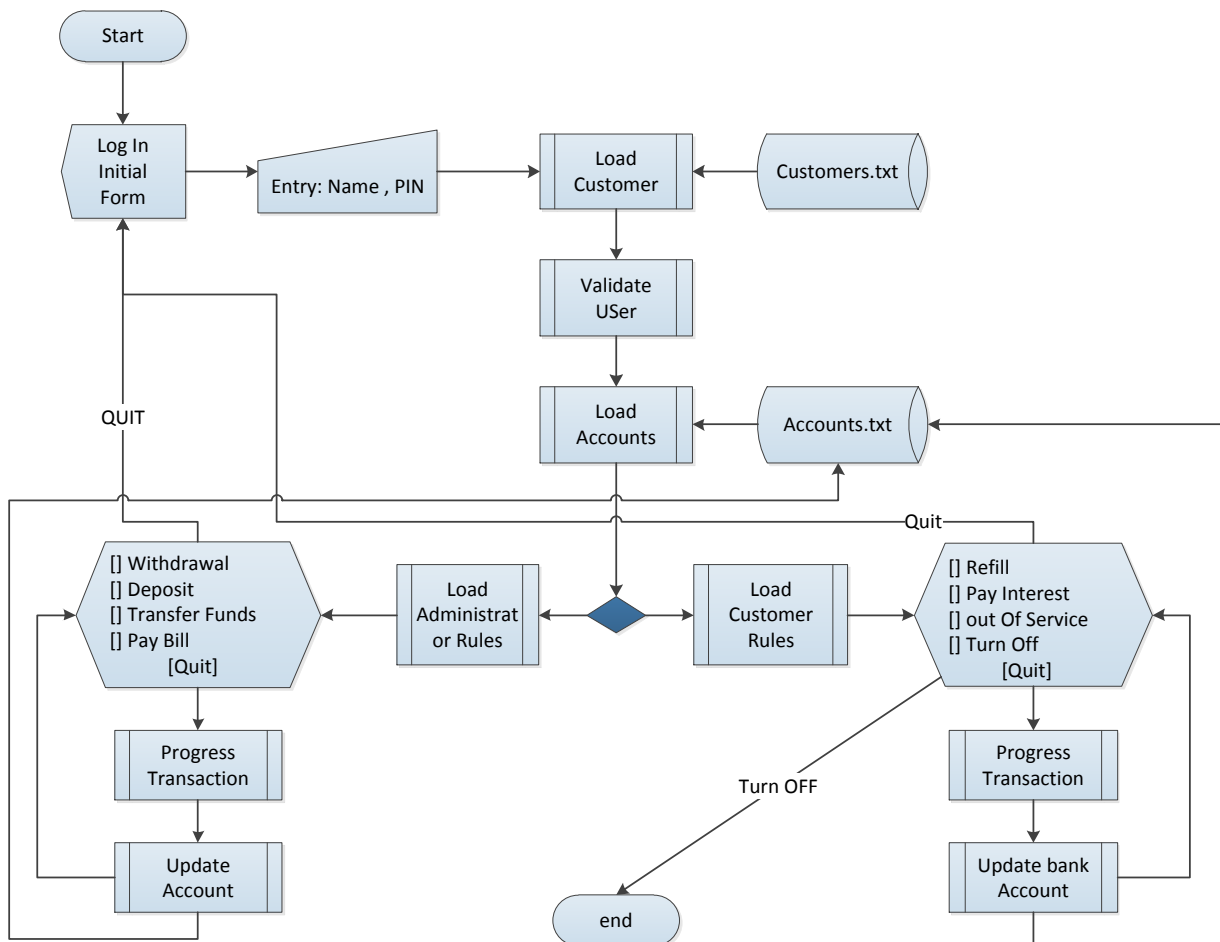 Start
Log In
Initial
Form
Entry: Name , PIN
Load
Customer
Customers.txt
Validate
USer
Load
Accounts
Accounts.txt
QUIT
Quit
[] Withdrawal
[] Deposit
[] Transfer Funds
[] Pay Bill
[Quit]
Load
Administrat
or Rules
Load
Customer
Rules
[] Refill
[] Pay Interest
[] out Of Service
[] Turn Off
[Quit]
Progress
Transaction
Turn OFF
Progress
Transaction
Update
Account
end
Update bank
Account